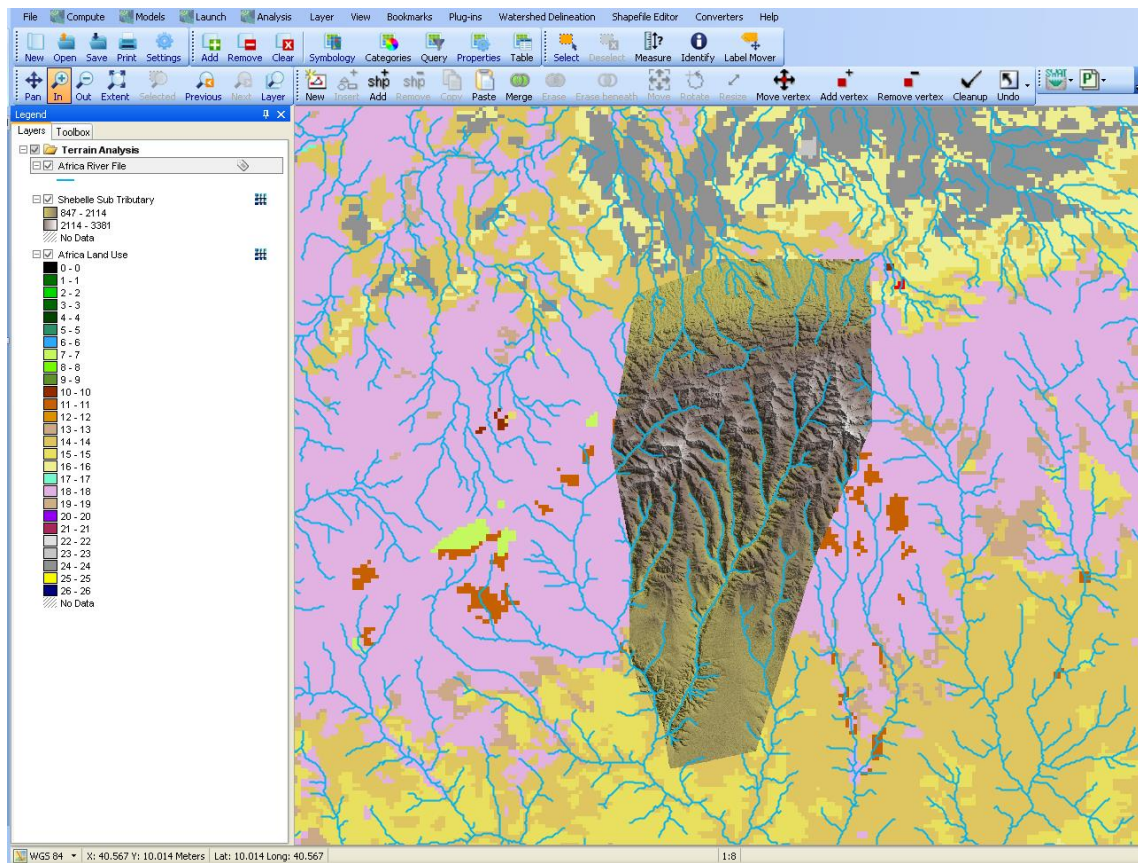 File Compute Models Launch Analysis Layer View Bookmarks Plug-ins Watershed Delineation Shapefile Editor Converters Help
New Open Save Print Settings Add Remove Clear Symbology Categories Query Properties Table Select Deselect Measure Identify Label Mover
Pan In Out Extent Selected Previous Next Layer New Insert Add Remove Copy Paste Merge Erase Erase beneath Move Rotate Resize Move vertex Add vertex Remove vertex Cleanup Undo
Legend
Layers Toolbox
Terrain Analysis
Africa River File
Shebelle Sub Tributary
847 - 2114
2114 - 3381
No Data
Africa Land Use
0 - 0
1 - 1
2 - 2
3 - 3
4 - 4
5 - 5
6 - 6
7 - 7
8 - 8
9 - 9
10 - 10
11 - 11
12 - 12
13 - 13
14 - 14
15 - 15
16 - 16
17 - 17
18 - 18
19 - 19
20 - 20
21 - 21
22 - 22
23 - 23
24 - 24
25 - 25
26 - 26
No Data
WGS 84 X: 40.567 Y: 10.014 Meters Lat: 10.014 Long: 40.567 1:8